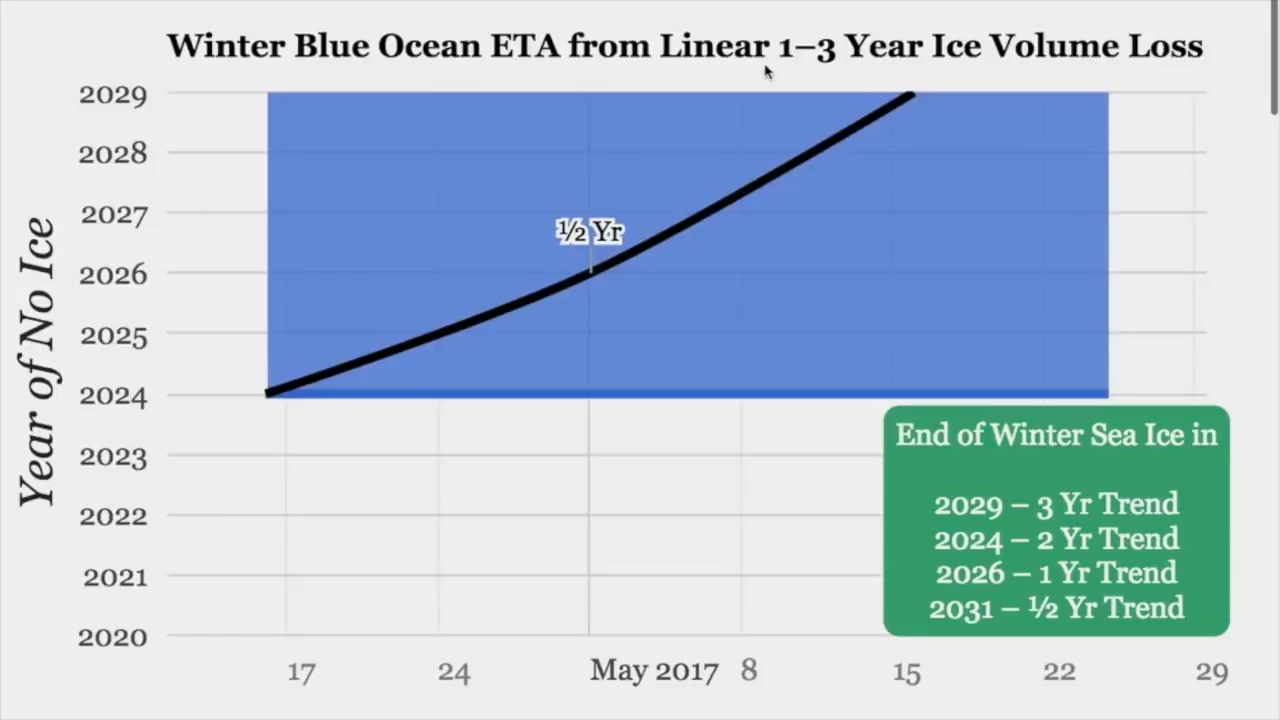 Winter Blue Ocean ETA from Linear 1–3 Year Ice Volume Loss
Year of No Ice
2029
2028
2027
2026
2025
2024
2023
2022
2021
2020
½ Yr
End of Winter Sea Ice in
2029 – 3 Yr Trend
2024 – 2 Yr Trend
2026 – 1 Yr Trend
2031 – ½ Yr Trend
17 24 May 2017 8 15 22 29